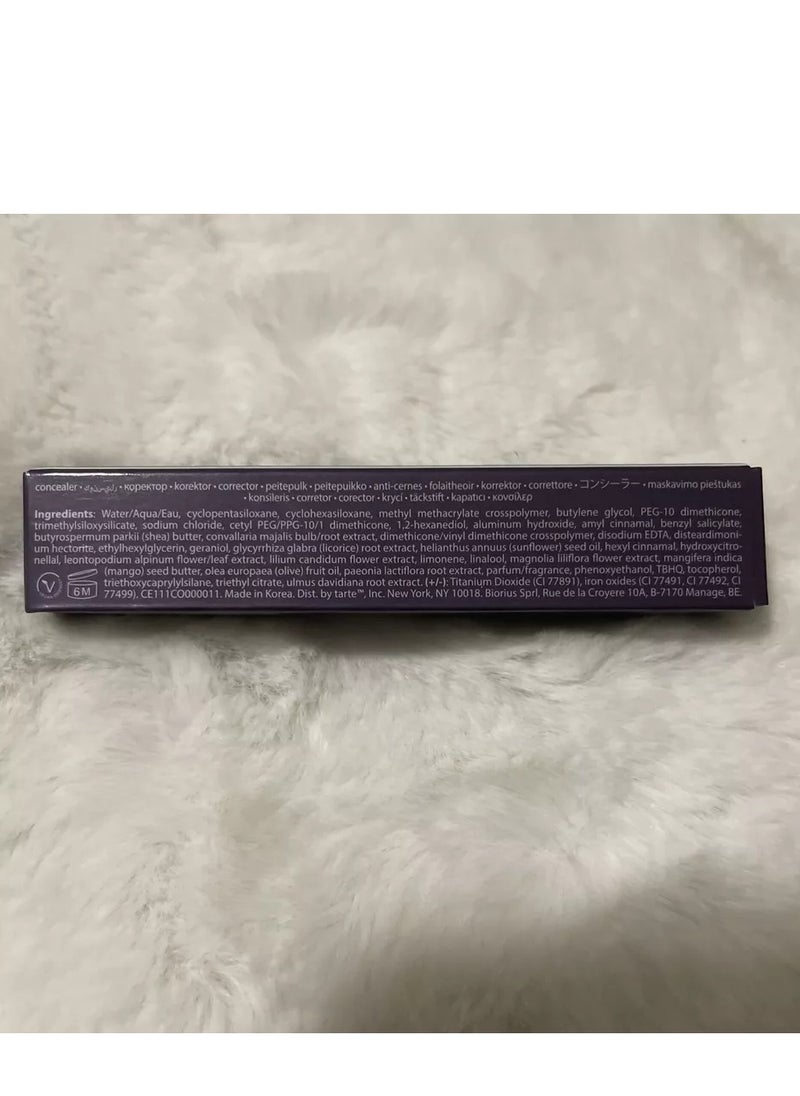 concealer • كونسيلر • коректор • korektor • corrector • peitepulk • peitepuikko • anti-cernes • folaitheoir • korrektor • correttore • コンシーラー • maskavimo pieštukas
• konsileris • corretor • corector • krycí • täckstift • kapatıcı • κονσίλερ
Ingredients: Water/Aqua/Eau, cyclopentasiloxane, cyclohexasiloxane, methyl methacrylate crosspolymer, butylene glycol, PEG-10 dimethicone,
trimethylsiloxysilicate, sodium chloride, cetyl PEG/PPG-10/1 dimethicone, 1,2-hexanediol, aluminum hydroxide, amyl cinnamal, benzyl salicylate,
butyrospermum parkii (shea) butter, convallaria majalis bulb/root extract, dimethicone/vinyl dimethicone crosspolymer, disodium EDTA, disteardimoni-
um hectorite, ethylhexylglycerin, geraniol, glycyrrhiza glabra (licorice) root extract, helianthus annuus (sunflower) seed oil, hexyl cinnamal, hydroxycitro-
nellal, leontopodium alpinum flower/leaf extract, lilium candidum flower extract, limonene, linalool, magnolia liliflora flower extract, mangifera indica
(mango) seed butter, olea europaea (olive) fruit oil, paeonia lactiflora root extract, parfum/fragrance, phenoxyethanol, TBHQ, tocopherol,
triethoxycaprylylsilane, triethyl citrate, ulmus davidiana root extract. (+/-): Titanium Dioxide (CI 77891), iron oxides (CI 77491, CI 77492, CI
77499). CE111CO000011. Made in Korea. Dist. by tarte™, Inc. New York, NY 10018. Biorius Sprl, Rue de la Croyere 10A, B-7170 Manage, BE.
V
6M